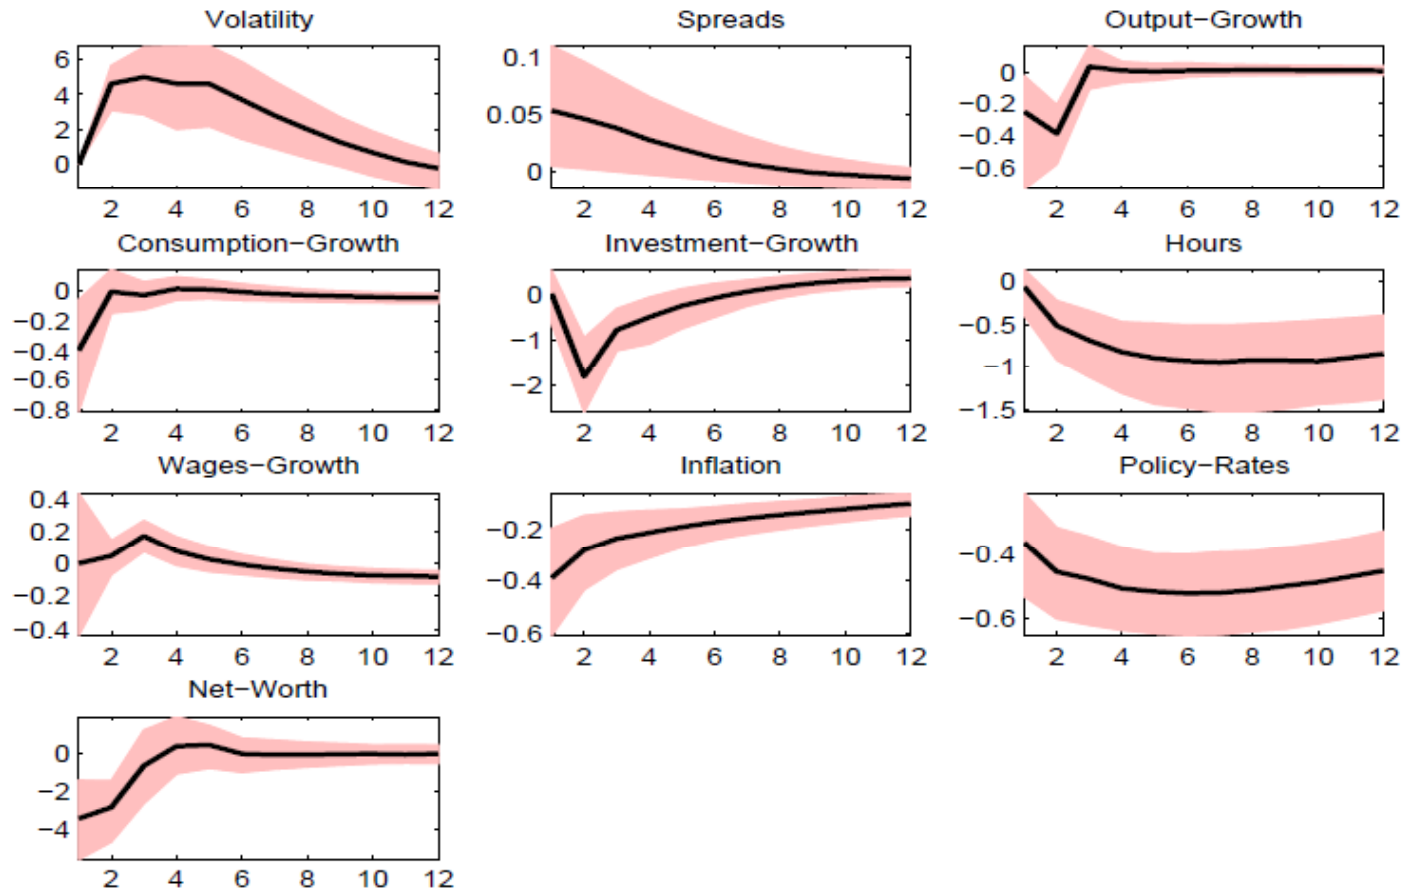 Volatility Spreads Output−Growth
6 0.1 0
4 0.05 −0.2
2 0 −0.4
0 −0.6
2 4 6 8 10 12 2 4 6 8 10 12 2 4 6 8 10 12
Consumption−Growth Investment−Growth Hours
0 0 0
−0.2 −1 −0.5
−0.4 −2 −1
−0.6 −1.5
−0.8
2 4 6 8 10 12 2 4 6 8 10 12 2 4 6 8 10 12
Wages−Growth Inflation Policy−Rates
0.4 −0.2 −0.4
0.2 −0.4 −0.6
0 −0.6
−0.2
−0.4
2 4 6 8 10 12 2 4 6 8 10 12 2 4 6 8 10 12
Net−Worth
0
−2
−4
2 4 6 8 10 12